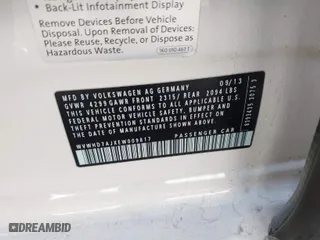 • Back-Lit Infotainment Display
Remove Devices Before Vehicle
Disposal. Upon Removal Please
Reuse, Recycle, or Dispose as
Hazardous Waste.
MFD BY VOLKSWAGEN AG GERMANY 09/13
GVWR 4299 GAWR FRONT 2315/ REAR 2094 LBS
THIS VEHICLE CONFORMS TO ALL APPLICABLE U.S.
FEDERAL MOTOR VEHICLE SAFETY, BUMPER AND
THEFT PREVENTION STANDARDS IN EFFECT ON THE
DATE OF MANUFACTURE SHOWN ABOVE.
PASSENGER CAR
DEALERSHIP
.CC